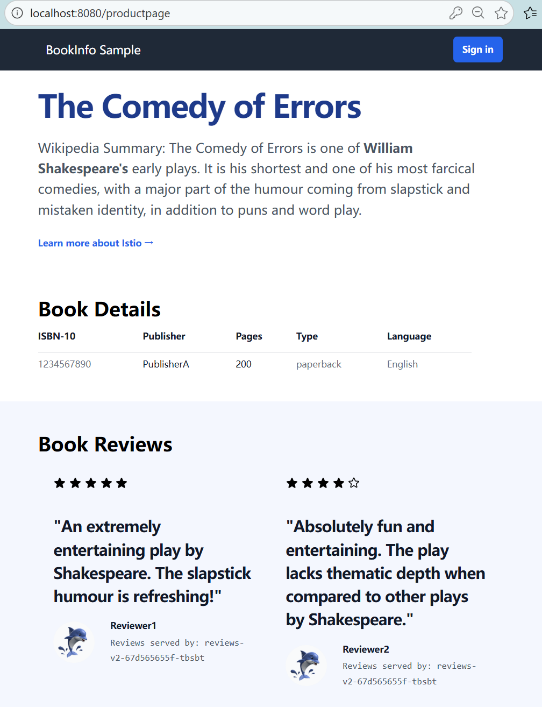 localhost:8080/productpage
BookInfo Sample
Sign in
The Comedy of Errors
Wikipedia Summary: The Comedy of Errors is one of William
Shakespeare's early plays. It is his shortest and one of his most farcical
comedies, with a major part of the humour coming from slapstick and
mistaken identity, in addition to puns and word play.
Learn more about Istio →
Book Details
ISBN-10 Publisher Pages Type Language
1234567890 PublisherA 200 paperback English
Book Reviews
"An extremely
entertaining play by
Shakespeare. The slapstick
humour is refreshing!"
Reviewer1
Reviews served by: reviews-
v2-67d565655f-tbsbt
"Absolutely fun and
entertaining. The play
lacks thematic depth when
compared to other plays
by Shakespeare."
Reviewer2
Reviews served by: reviews-
v2-67d565655f-tbsbt